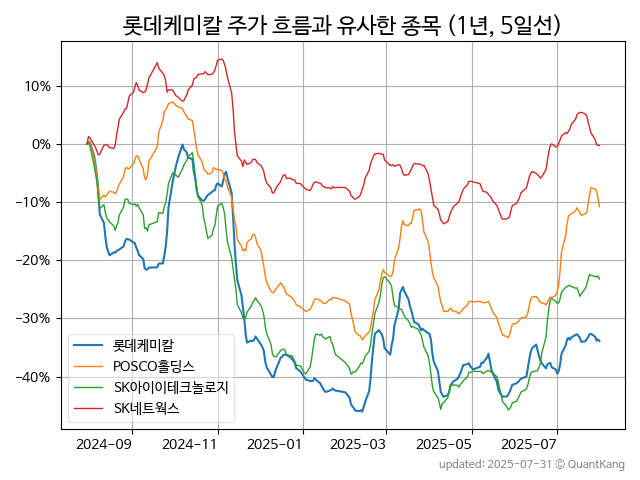 롯데케미칼 주가 흐름과 유사한 종목 (1년, 5일선)
10%
0%
−10%
−20%
−30%
−40%
롯데케미칼
POSCO홀딩스
SK아이이테크놀로지
SK네트웍스
2024-09
2024-11
2025-01
2025-03
2025-05
2025-07
updated: 2025-07-31 © QuantKang